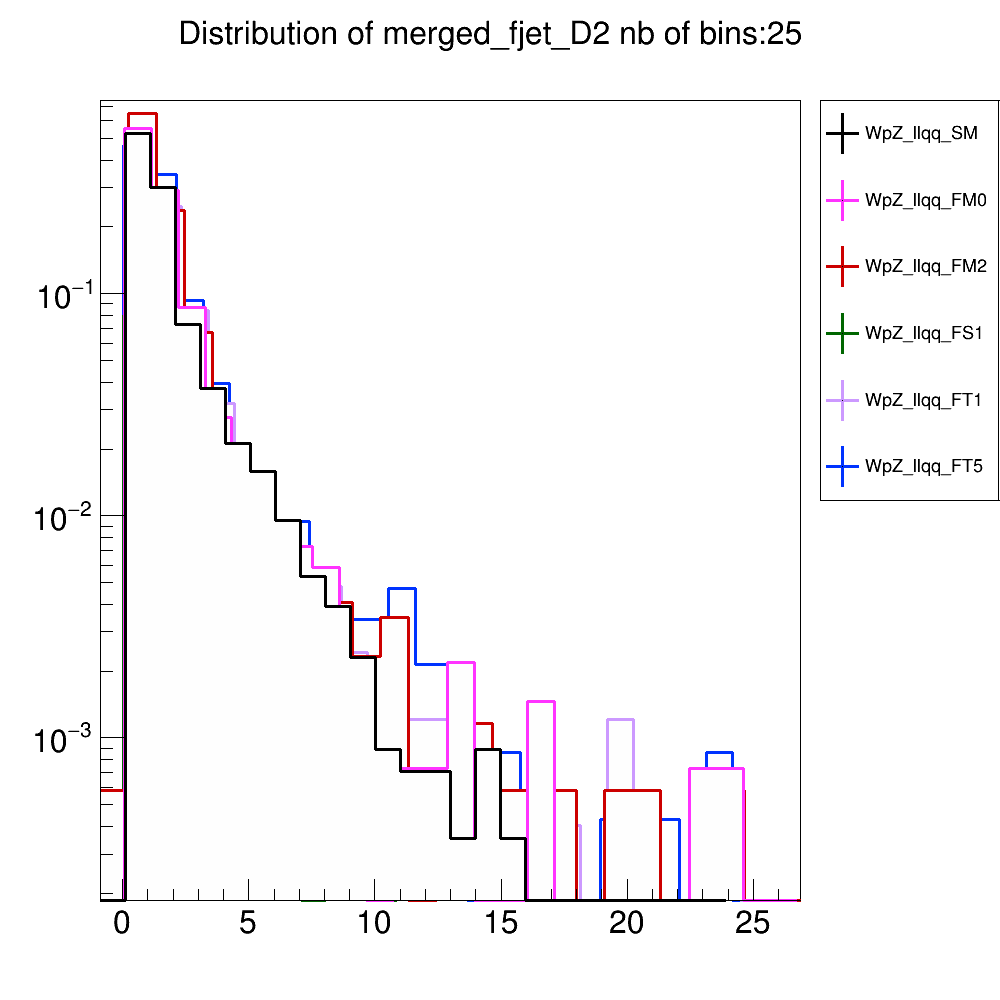 Distribution of merged_fjet_D2 nb of bins:25
WpZ_llqq_SM
WpZ_llqq_FM0
WpZ_llqq_FM2
WpZ_llqq_FS1
WpZ_llqq_FT1
WpZ_llqq_FT5
10⁻¹
10⁻²
10⁻³
0 5 10 15 20 25